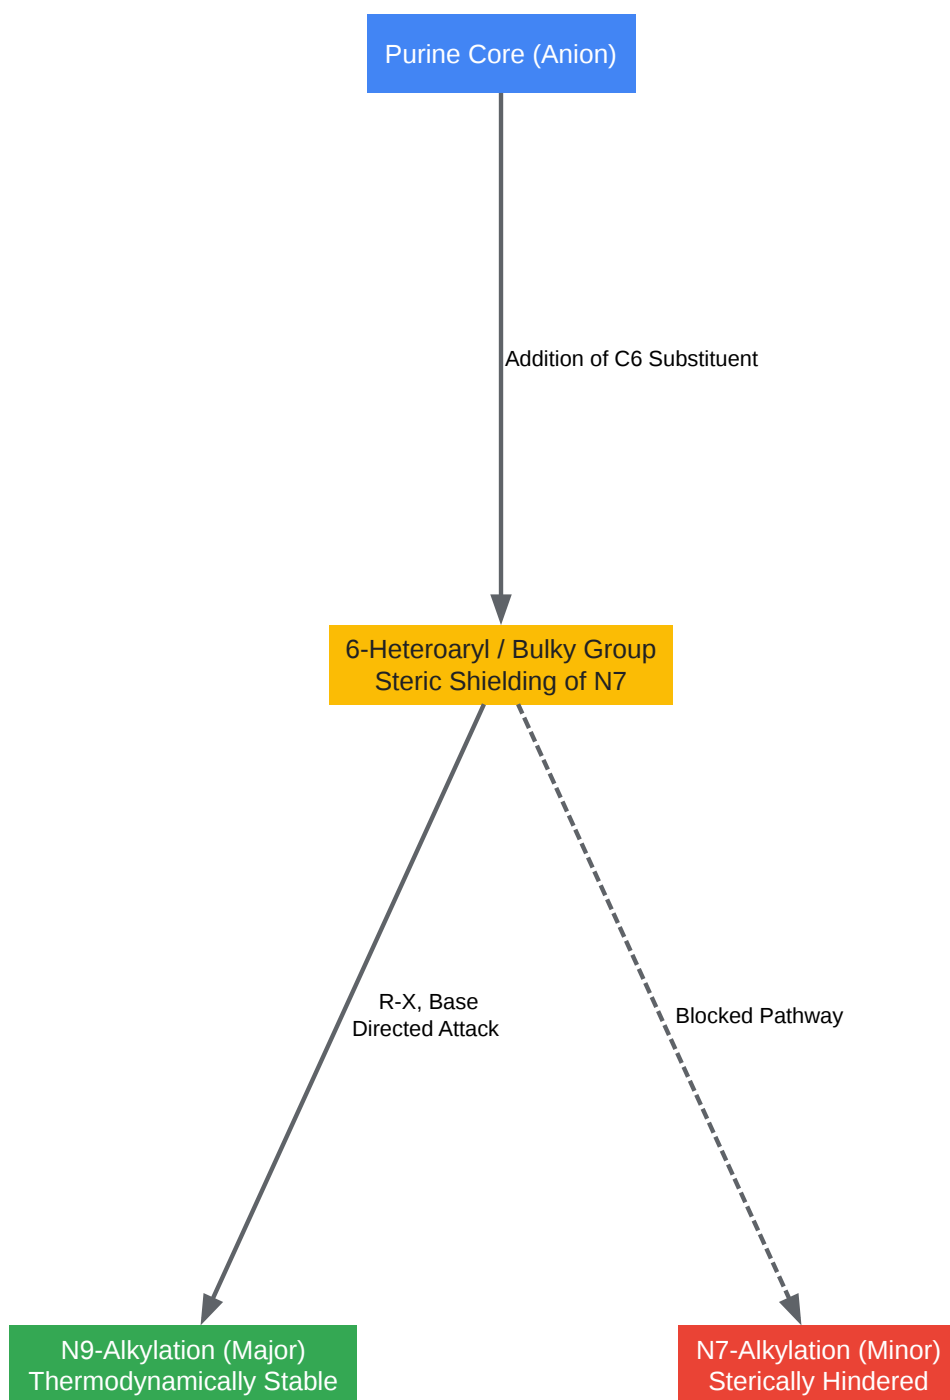 Purine Core (Anion)
Addition of C6 Substituent
6-Heteroaryl / Bulky Group
Steric Shielding of N7
R-X, Base
Directed Attack
Blocked Pathway
N9-Alkylation (Major)
Thermodynamically Stable
N7-Alkylation (Minor)
Sterically Hindered